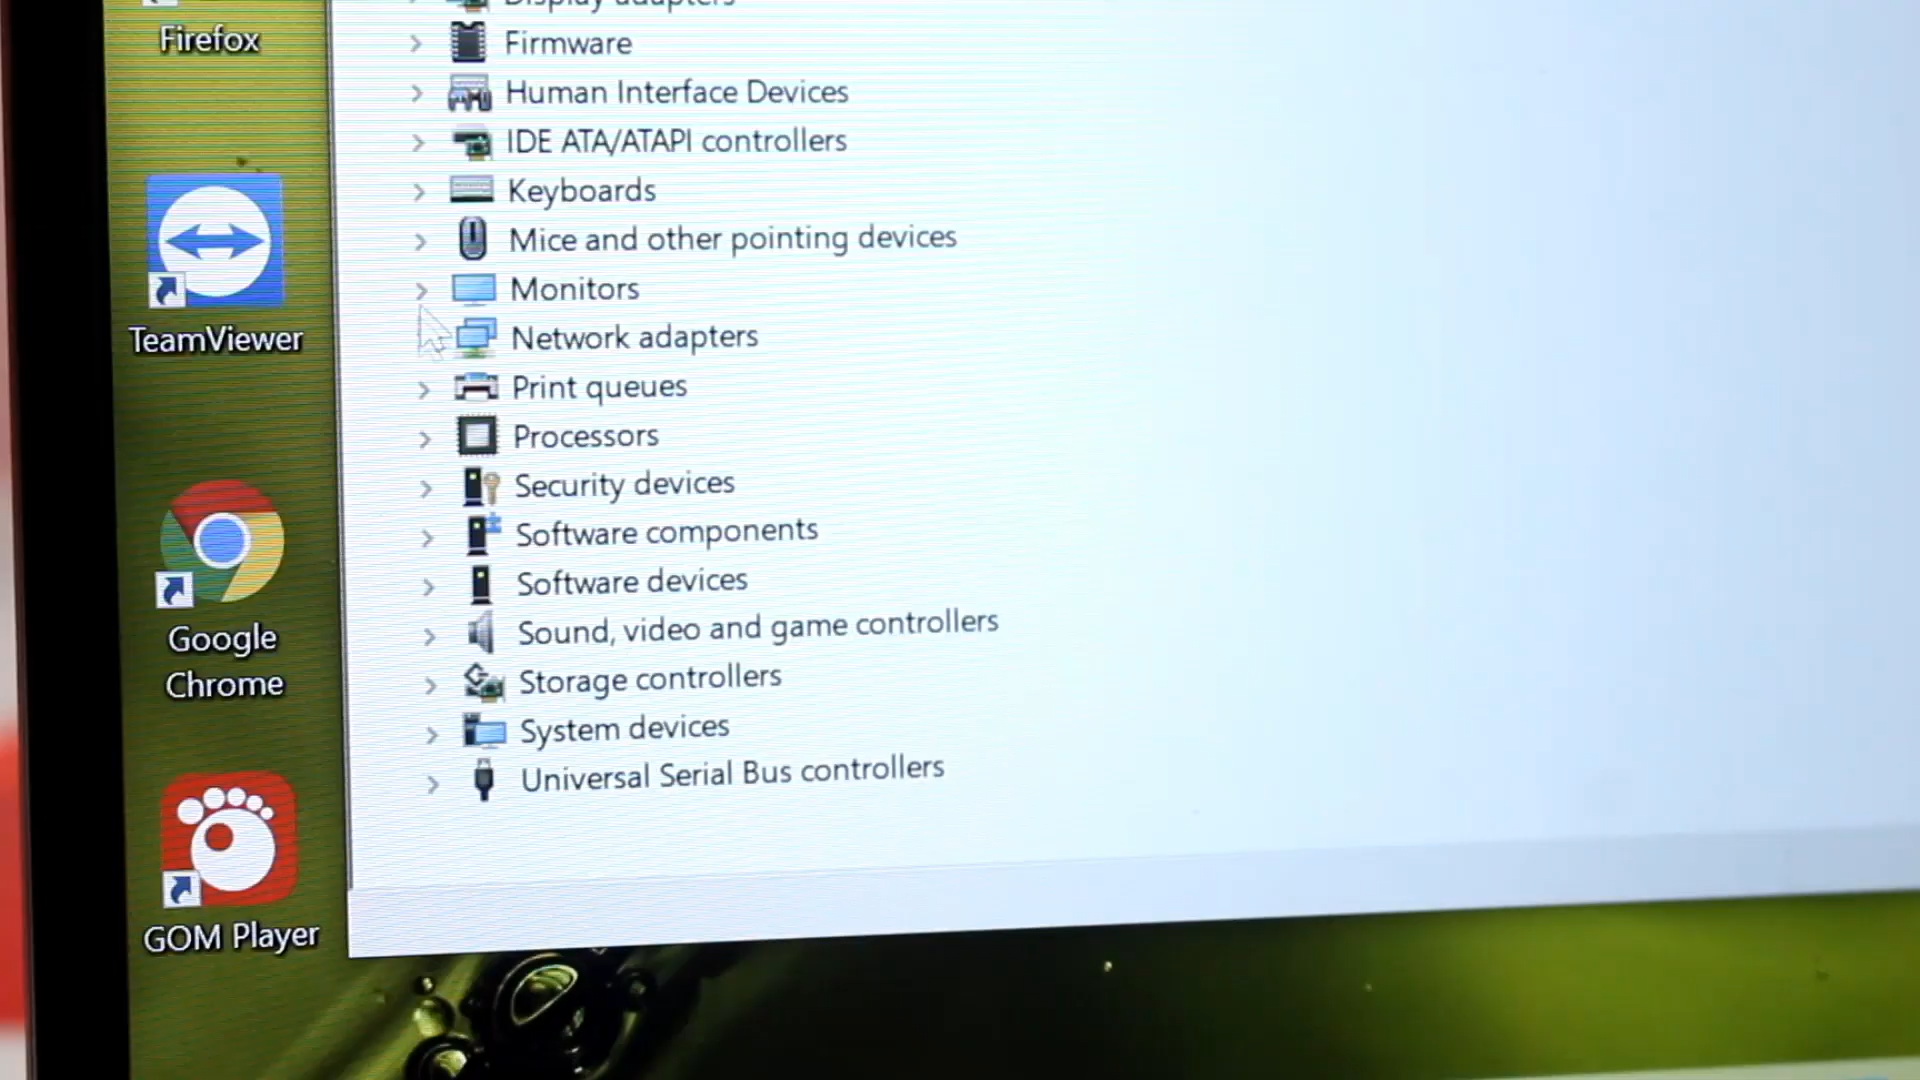 Firefox
TeamViewer
Google
Chrome
GOM Player
Display adapters
Firmware
Human Interface Devices
IDE ATA/ATAPI controllers
Keyboards
Mice and other pointing devices
Monitors
Network adapters
Print queues
Processors
Security devices
Software components
Software devices
Sound, video and game controllers
Storage controllers
System devices
Universal Serial Bus controllers